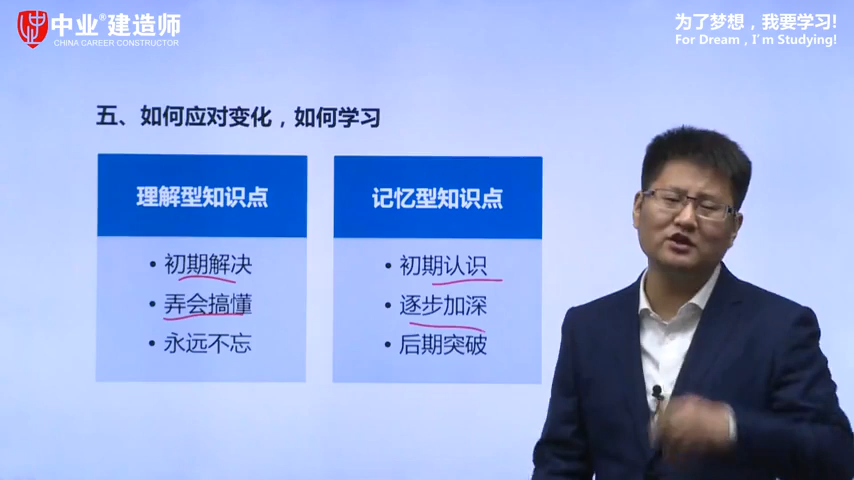 中业®建造师
CHINA CAREER CONSTRUCTOR
为了梦想，我要学习!
For Dream, I'm Studying!
五、如何应对变化，如何学习
理解型知识点
• 初期解决
• 弄会搞懂
• 永远不忘
记忆型知识点
• 初期认识
• 逐步加深
• 后期突破